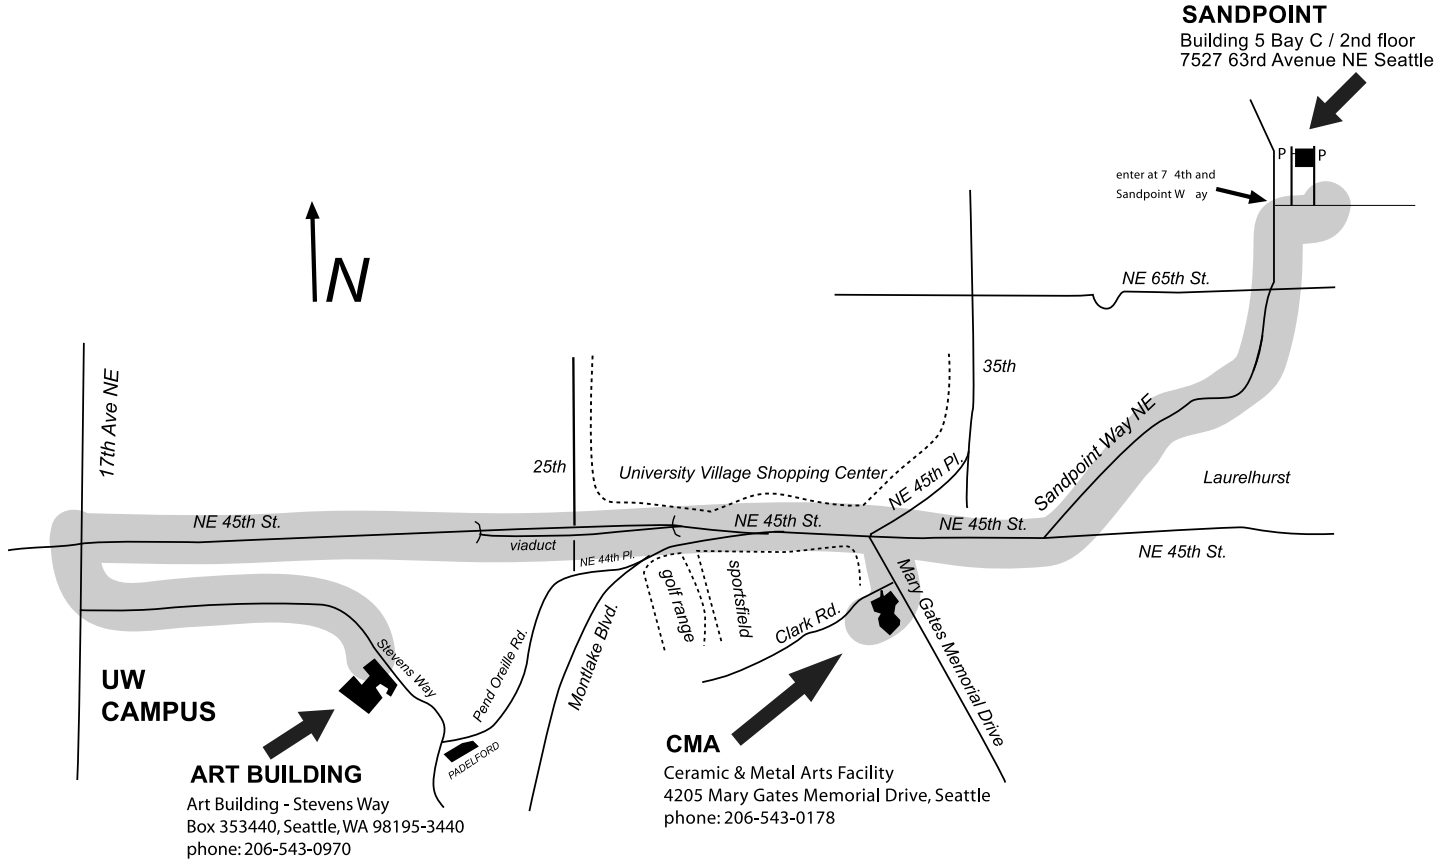 SANDPOINT
Building 5 Bay C / 2nd floor
7527 63rd Avenue NE Seattle
P P
enter at 7 4th and
Sandpoint W ay
N
NE 65th St.
35th
17th Ave NE
25th
University Village Shopping Center
NE 45th Pl.
Sandpoint Way NE
Laurelhurst
NE 45th St.
NE 45th St.
NE 45th St.
NE 45th St.
viaduct
NE 44th Pl.
golf range
sportsfield
Clark Rd.
Mary Gates Memorial Drive
Stevens Way
Pend Oreille Rd.
Montlake Blvd.
UW
CAMPUS
PADELFORD
ART BUILDING
Art Building - Stevens Way
Box 353440, Seattle, WA 98195-3440
phone: 206-543-0970
CMA
Ceramic & Metal Arts Facility
4205 Mary Gates Memorial Drive, Seattle
phone: 206-543-0178